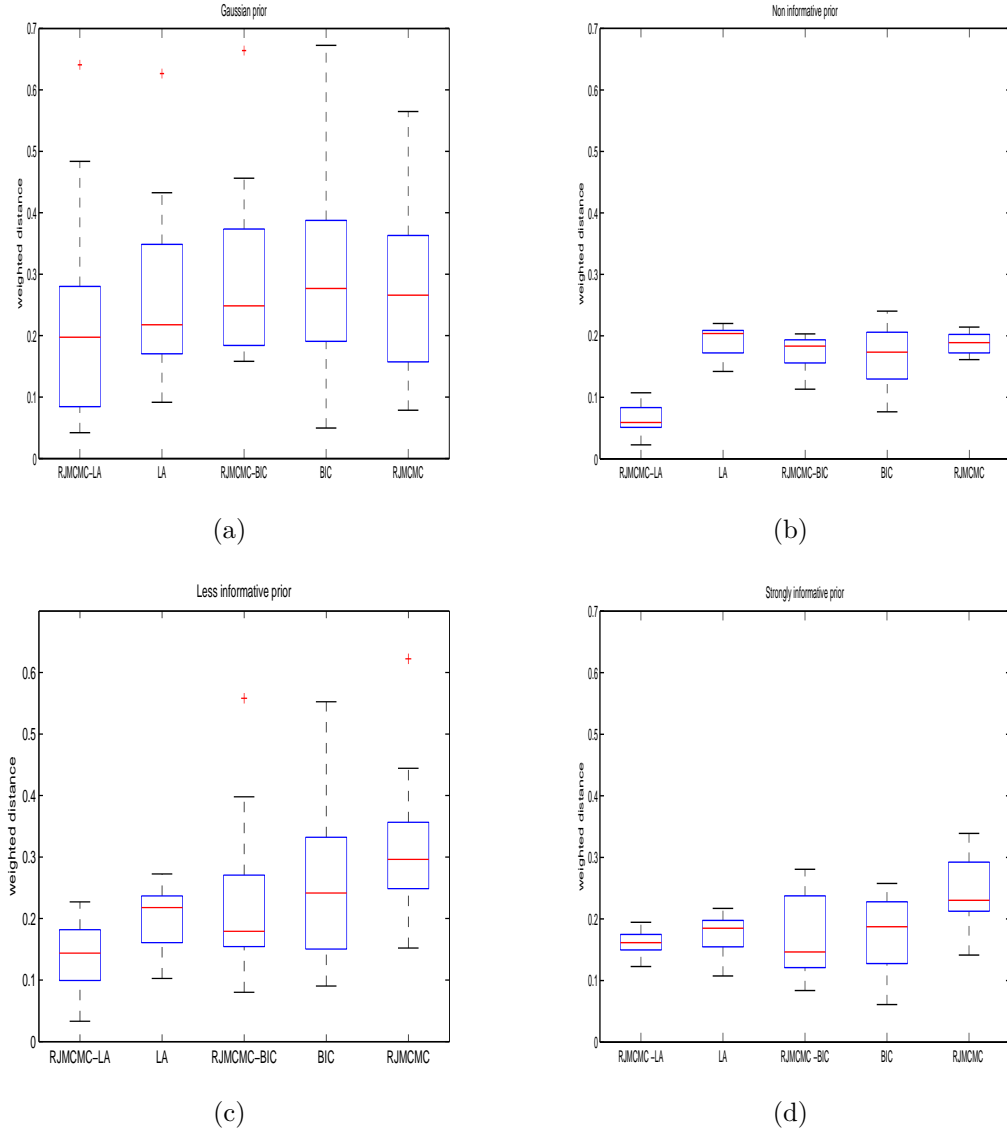 Gaussian prior
0.7
0.6
0.5
0.4
0.3
0.2
0.1
0
weighted distance
RJMCMC-LA LA RJMCMC-BIC BIC RJMCMC
(a)
Non informative prior
0.7
0.6
0.5
0.4
0.3
0.2
0.1
0
weighted distance
RJMCMC-LA LA RJMCMC-BIC BIC RJMCMC
(b)
Less informative prior
0.6
0.5
0.4
0.3
0.2
0.1
0
weighted distance
RJMCMC-LA LA RJMCMC-BIC BIC RJMCMC
(c)
Strongly informative prior
0.7
0.6
0.5
0.4
0.3
0.2
0.1
0
weighted distance
RJMCMC -LA LA RJMCMC -BIC BIC RJMCMC
(d)